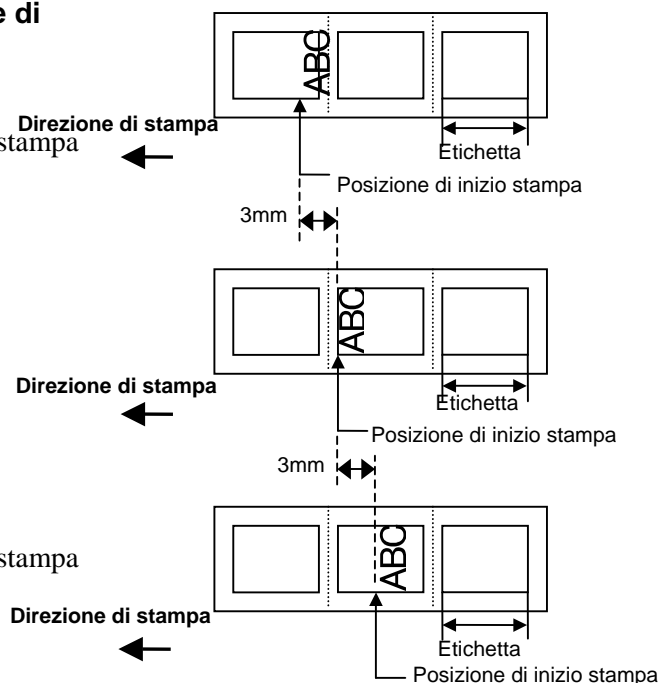 e di
ABC
Direzione di stampa
stampa
Etichetta
Posizione di inizio stampa
3mm
ABC
Direzione di stampa
Etichetta
Posizione di inizio stampa
3mm
ABC
stampa
Direzione di stampa
Etichetta
Posizione di inizio stampa